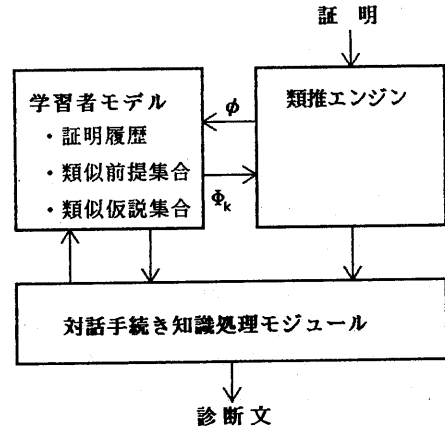 証 明
学習者モデル
・証明履歴
・類似前提集合
・類似仮説集合
類推エンジン
φ
Φk
対話手続き知識処理モジュール
診断文